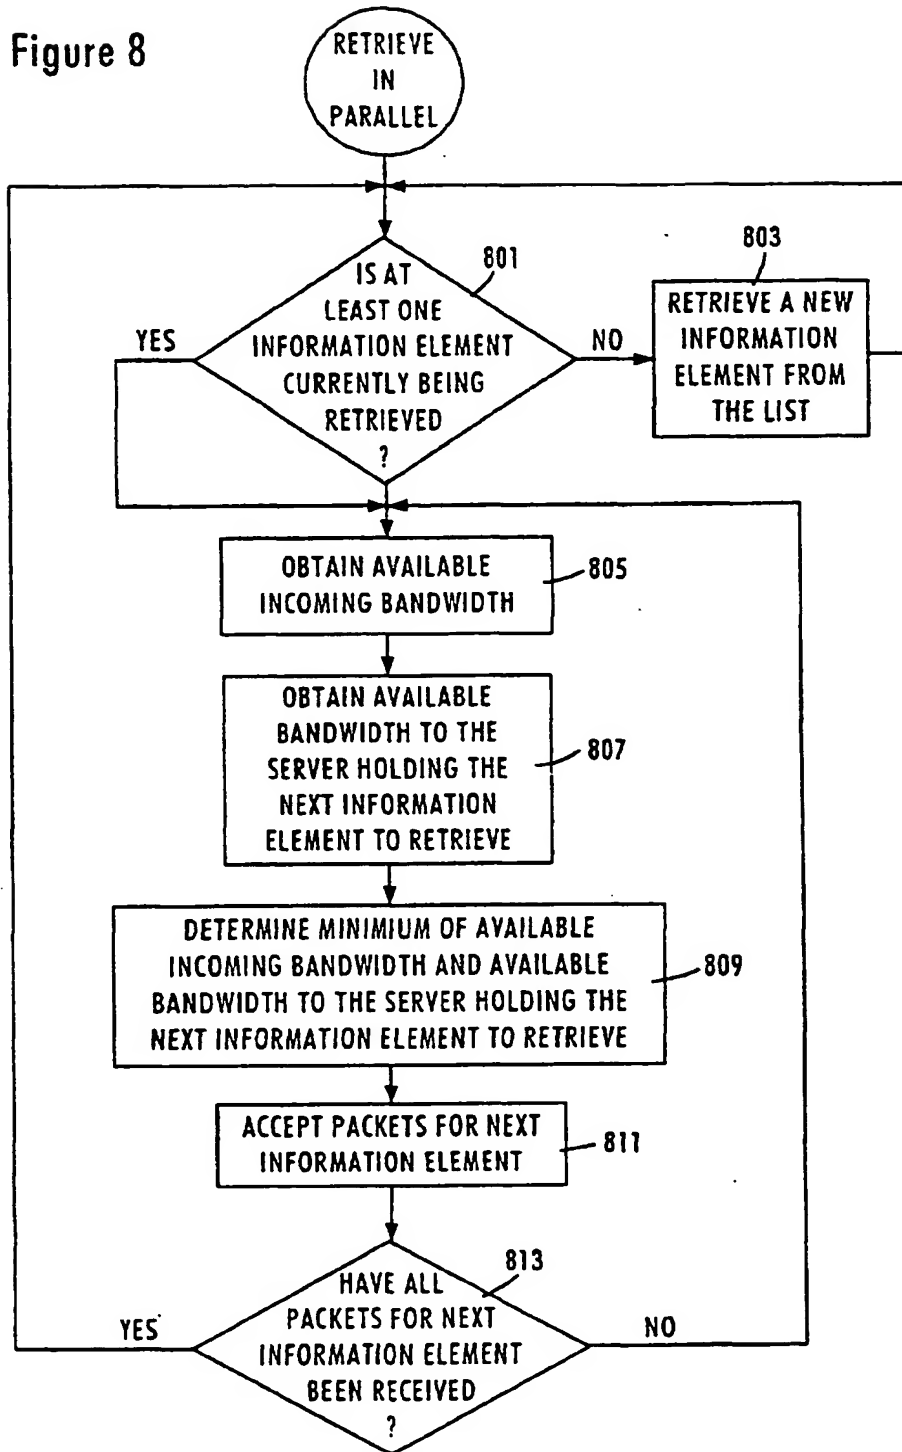 Figure 8
RETRIEVE
IN
PARALLEL
IS AT
LEAST ONE
INFORMATION ELEMENT
CURRENTLY BEING
RETRIEVED
?
801
YES
NO
803
RETRIEVE A NEW
INFORMATION
ELEMENT FROM
THE LIST
OBTAIN AVAILABLE
INCOMING BANDWIDTH
805
OBTAIN AVAILABLE
BANDWIDTH TO THE
SERVER HOLDING THE
NEXT INFORMATION
ELEMENT TO RETRIEVE
807
DETERMINE MINIMIUM OF AVAILABLE
INCOMING BANDWIDTH AND AVAILABLE
BANDWIDTH TO THE SERVER HOLDING THE
NEXT INFORMATION ELEMENT TO RETRIEVE
809
ACCEPT PACKETS FOR NEXT
INFORMATION ELEMENT
811
HAVE ALL
PACKETS FOR NEXT
INFORMATION ELEMENT
BEEN RECEIVED
?
813
YES
NO